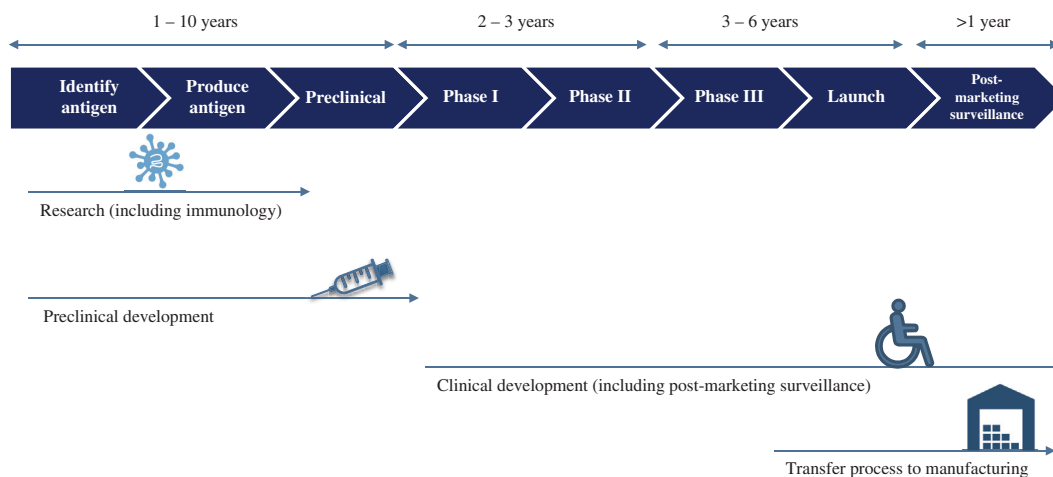 1 – 10 years
2 – 3 years
3 – 6 years
>1 year
Identify
antigen
Produce
antigen
Preclinical
Phase I
Phase II
Phase III
Launch
Post-
marketing
surveillance
Research (including immunology)
Preclinical development
Clinical development (including post-marketing surveillance)
Transfer process to manufacturing